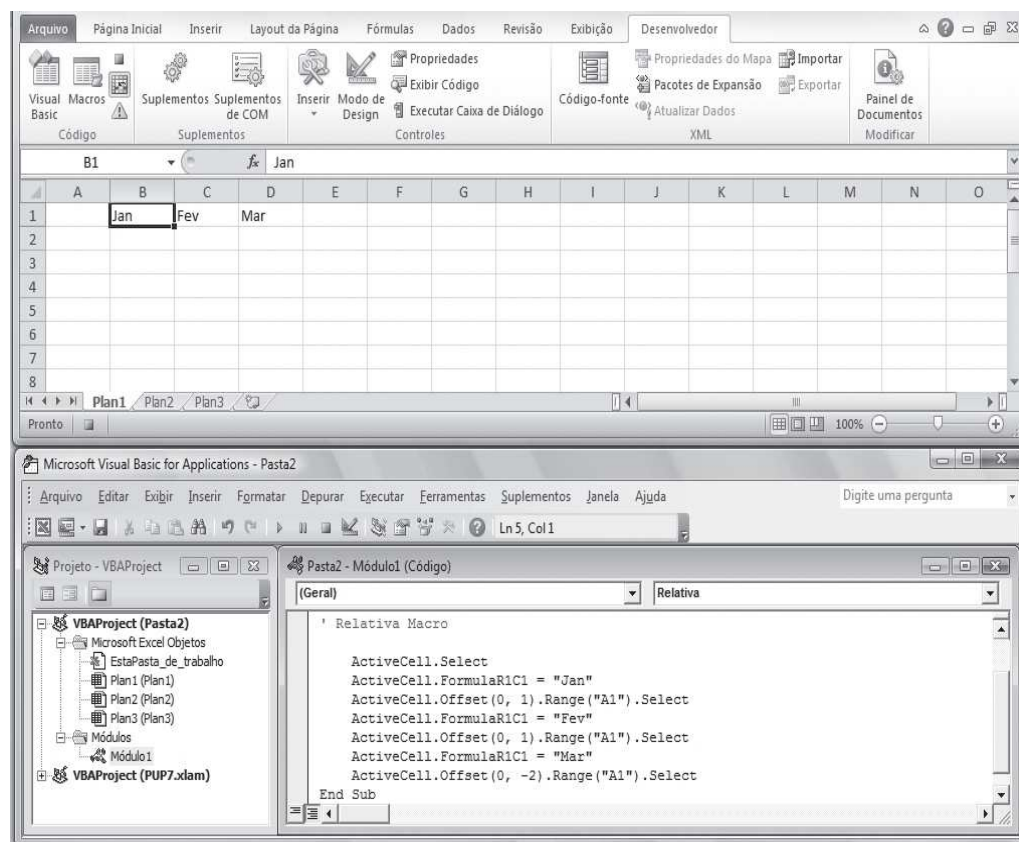 Arquivo Página Inicial Inserir Layout da Página Fórmulas Dados Revisão Exibição Desenvolvedor
Visual Basic
Macros
Código
Suplementos
Suplementos de COM
Suplementos
Inserir
Modo de Design
Propriedades
Exibir Código
Executar Caixa de Diálogo
Controles
Código-fonte
Propriedades do Mapa
Pacotes de Expansão
Atualizar Dados
Importar
Exportar
XML
Painel de Documentos
Modificar
B1 fx Jan
A B C D E F G H I J K L M N O
1 Jan Fev Mar
2
3
4
5
6
7
8
Plan1 Plan2 Plan3
Pronto 100%
Microsoft Visual Basic for Applications - Pasta2
Arquivo Editar Exibir Inserir Formatar Depurar Executar Ferramentas Suplementos Janela Ajuda Digite uma pergunta
Ln 5, Col 1
Projeto - VBAProject
VBAProject (Pasta2)
Microsoft Excel Objetos
EstaPasta_de_trabalho
Plan1 (Plan1)
Plan2 (Plan2)
Plan3 (Plan3)
Módulos
Módulo1
VBAProject (PUP7.xlam)
Pasta2 - Módulo1 (Código)
(Geral) Relativa
' Relativa Macro
ActiveCell.Select
ActiveCell.FormulaR1C1 = "Jan"
ActiveCell.Offset(0, 1).Range("A1").Select
ActiveCell.FormulaR1C1 = "Fev"
ActiveCell.Offset(0, 1).Range("A1").Select
ActiveCell.FormulaR1C1 = "Mar"
ActiveCell.Offset(0, -2).Range("A1").Select
End Sub